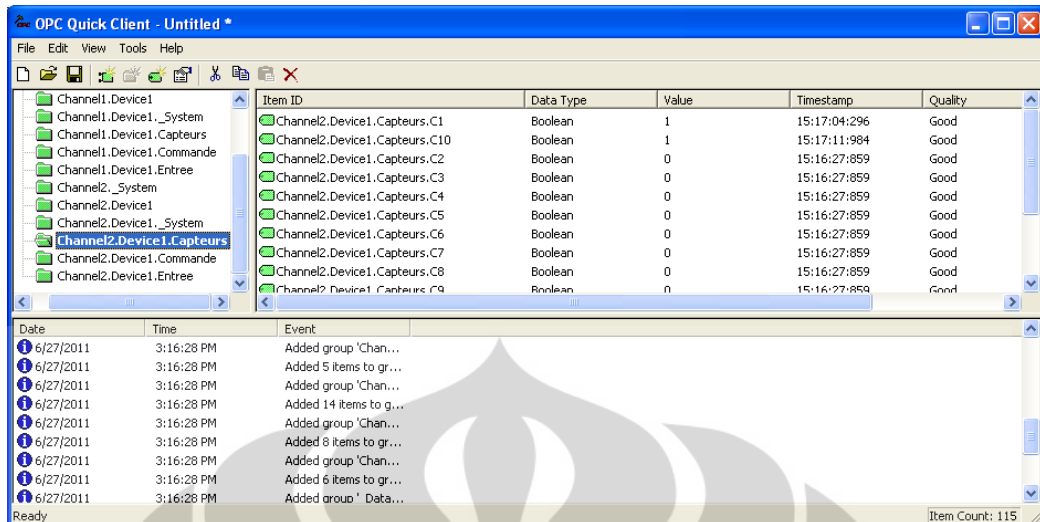 OPC Quick Client - Untitled *
File Edit View Tools Help
Channel1.Device1
Channel1.Device1._System
Channel1.Device1.Capteurs
Channel1.Device1.Commande
Channel1.Device1.Entree
Channel2._System
Channel2.Device1
Channel2.Device1._System
Channel2.Device1.Capteurs
Channel2.Device1.Commande
Channel2.Device1.Entree
Item ID Data Type Value Timestamp Quality
Channel2.Device1.Capteurs.C1 Boolean 1 15:17:04:296 Good
Channel2.Device1.Capteurs.C10 Boolean 1 15:17:11:984 Good
Channel2.Device1.Capteurs.C2 Boolean 0 15:16:27:859 Good
Channel2.Device1.Capteurs.C3 Boolean 0 15:16:27:859 Good
Channel2.Device1.Capteurs.C4 Boolean 0 15:16:27:859 Good
Channel2.Device1.Capteurs.C5 Boolean 0 15:16:27:859 Good
Channel2.Device1.Capteurs.C6 Boolean 0 15:16:27:859 Good
Channel2.Device1.Capteurs.C7 Boolean 0 15:16:27:859 Good
Channel2.Device1.Capteurs.C8 Boolean 0 15:16:27:859 Good
Channel2.Device1.Capteurs.C9 Boolean 0 15:16:27:859 Good
Date Time Event
6/27/2011 3:16:28 PM Added group 'Chan...
6/27/2011 3:16:28 PM Added 5 items to gr...
6/27/2011 3:16:28 PM Added group 'Chan...
6/27/2011 3:16:28 PM Added 14 items to g...
6/27/2011 3:16:28 PM Added group 'Chan...
6/27/2011 3:16:28 PM Added 8 items to gr...
6/27/2011 3:16:28 PM Added group 'Chan...
6/27/2011 3:16:28 PM Added 6 items to gr...
6/27/2011 3:16:28 PM Added group '_Data...
Ready Item Count: 115